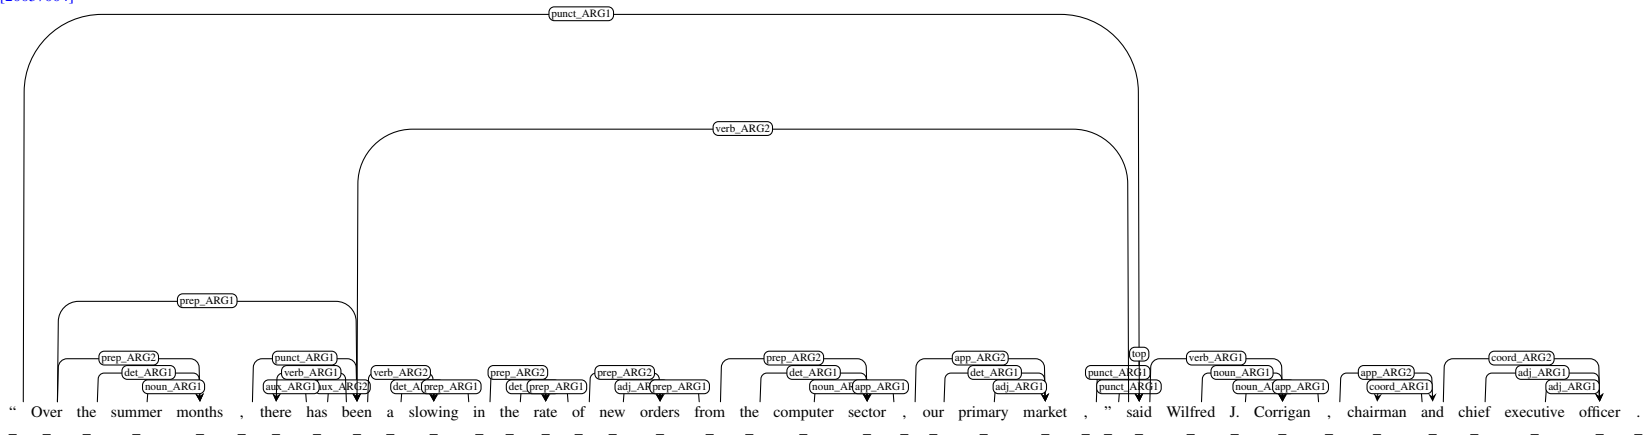 punct_ARG1
verb_ARG2
prep_ARG1
top
prep_ARG2 punct_ARG1 prep_ARG2 app_ARG2 verb_ARG1 coord_ARG2
det_ARG1 verb_ARG1 verb_ARG2 prep_ARG2 prep_ARG2 det_ARG1 det_ARG1 punct_ARG1 noun_ARG1 app_ARG2 adj_ARG1
noun_ARG1 aux_ARG1 prep_ARG1 prep_ARG1 prep_ARG1 app_ARG1 adj_ARG1 punct_ARG1 app_ARG1 coord_ARG1 adj_ARG1
“ Over the summer months , there has been a slowing in the rate of new orders from the computer sector , our primary market , ” said Wilfred J. Corrigan , chairman and chief executive officer .